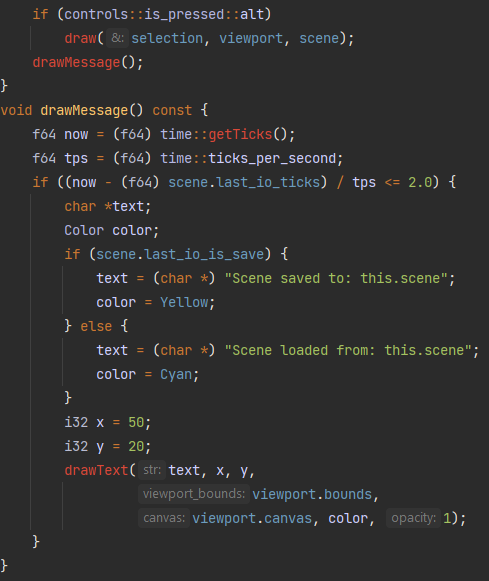 if (controls::is_pressed::alt)
draw( &: selection, viewport, scene);
drawMessage();
}
void drawMessage() const {
f64 now = (f64) time::getTicks();
f64 tps = (f64) time::ticks_per_second;
if ((now - (f64) scene.last_io_ticks) / tps <= 2.0) {
char *text;
Color color;
if (scene.last_io_is_save) {
text = (char *) "Scene saved to: this.scene";
color = Yellow;
} else {
text = (char *) "Scene loaded from: this.scene";
color = Cyan;
}
i32 x = 50;
i32 y = 20;
drawText( str: text, x, y,
viewport_bounds: viewport.bounds,
canvas: viewport.canvas, color, opacity: 1);
}
}